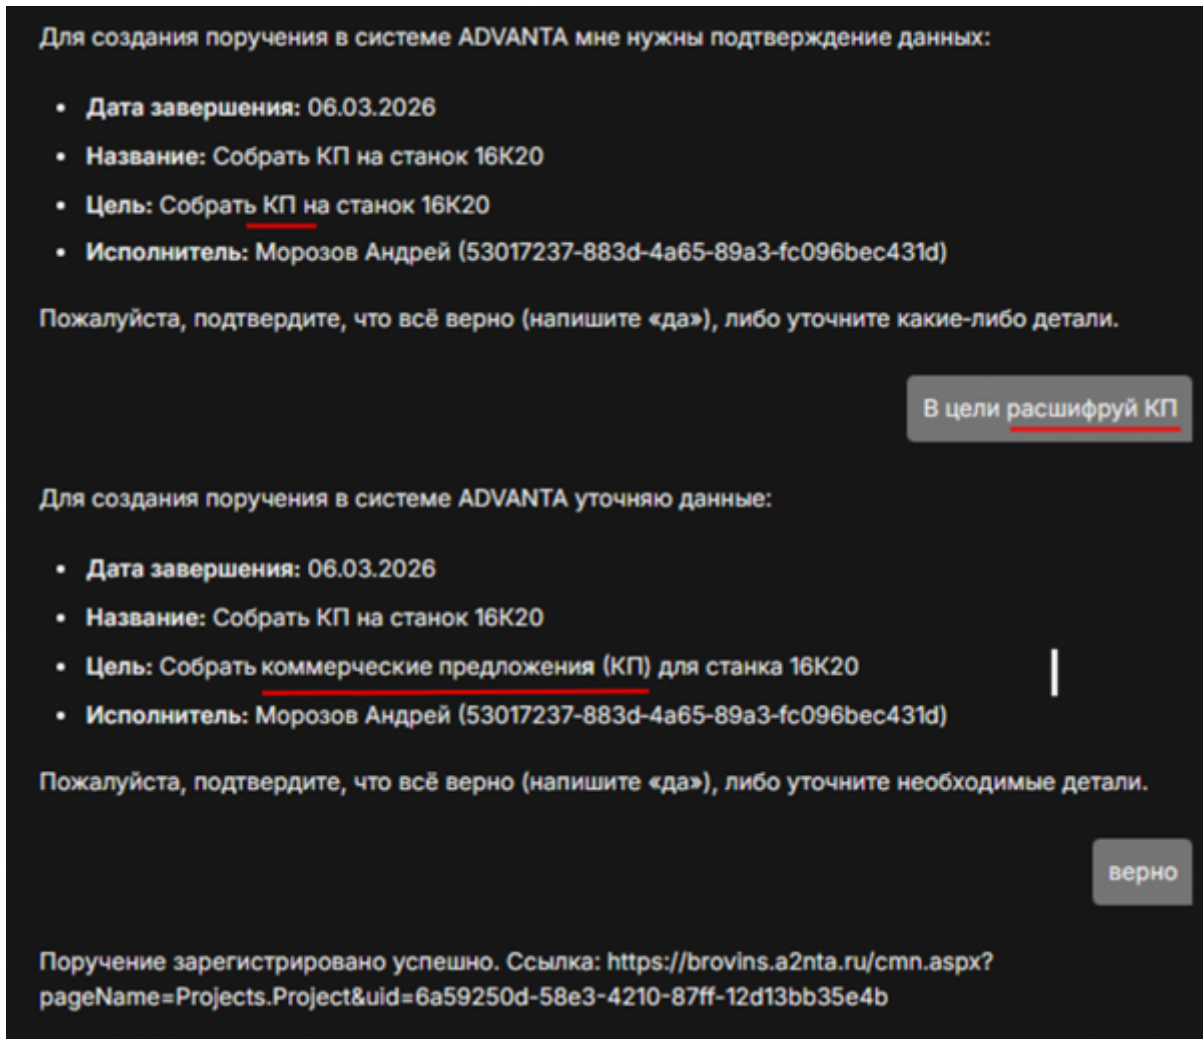 Для создания поручения в системе ADVANTA мне нужны подтверждение данных:
• Дата завершения: 06.03.2026
• Название: Собрать КП на станок 16К20
• Цель: Собрать КП на станок 16К20
• Исполнитель: Морозов Андрей (53017237-883d-4a65-89a3-fc096bec431d)
Пожалуйста, подтвердите, что всё верно (напишите «да»), либо уточните какие-либо детали.
В цели расшифруй КП
Для создания поручения в системе ADVANTA уточняю данные:
• Дата завершения: 06.03.2026
• Название: Собрать КП на станок 16К20
• Цель: Собрать коммерческие предложения (КП) для станка 16К20
• Исполнитель: Морозов Андрей (53017237-883d-4a65-89a3-fc096bec431d)
Пожалуйста, подтвердите, что всё верно (напишите «да»), либо уточните необходимые детали.
верно
Поручение зарегистрировано успешно. Ссылка: https://brovins.a2nta.ru/cmn.aspx?
pageName=Projects.Project&uid=6a59250d-58e3-4210-87ff-12d13bb35e4b